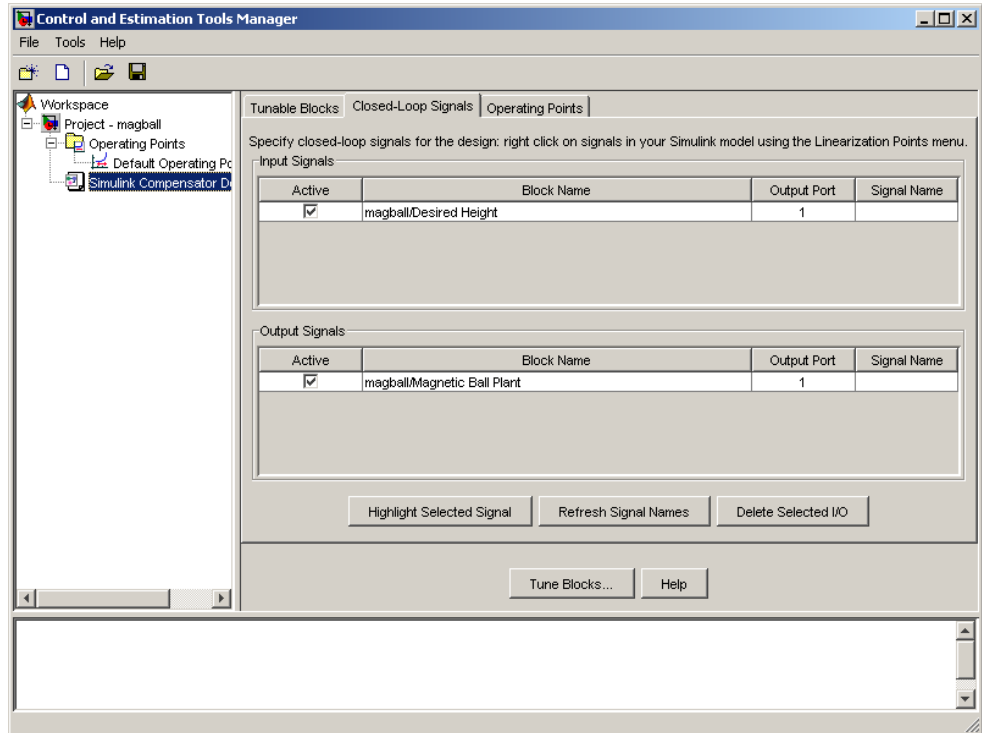 Control and Estimation Tools Manager
File Tools Help
Workspace
Project - magball
Operating Points
Default Operating Po
Simulink Compensator D
Tunable Blocks Closed-Loop Signals Operating Points
Specify closed-loop signals for the design: right click on signals in your Simulink model using the Linearization Points menu.
Input Signals
Active Block Name Output Port Signal Name
magball/Desired Height 1
Output Signals
Active Block Name Output Port Signal Name
magball/Magnetic Ball Plant 1
Highlight Selected Signal Refresh Signal Names Delete Selected I/O
Tune Blocks... Help